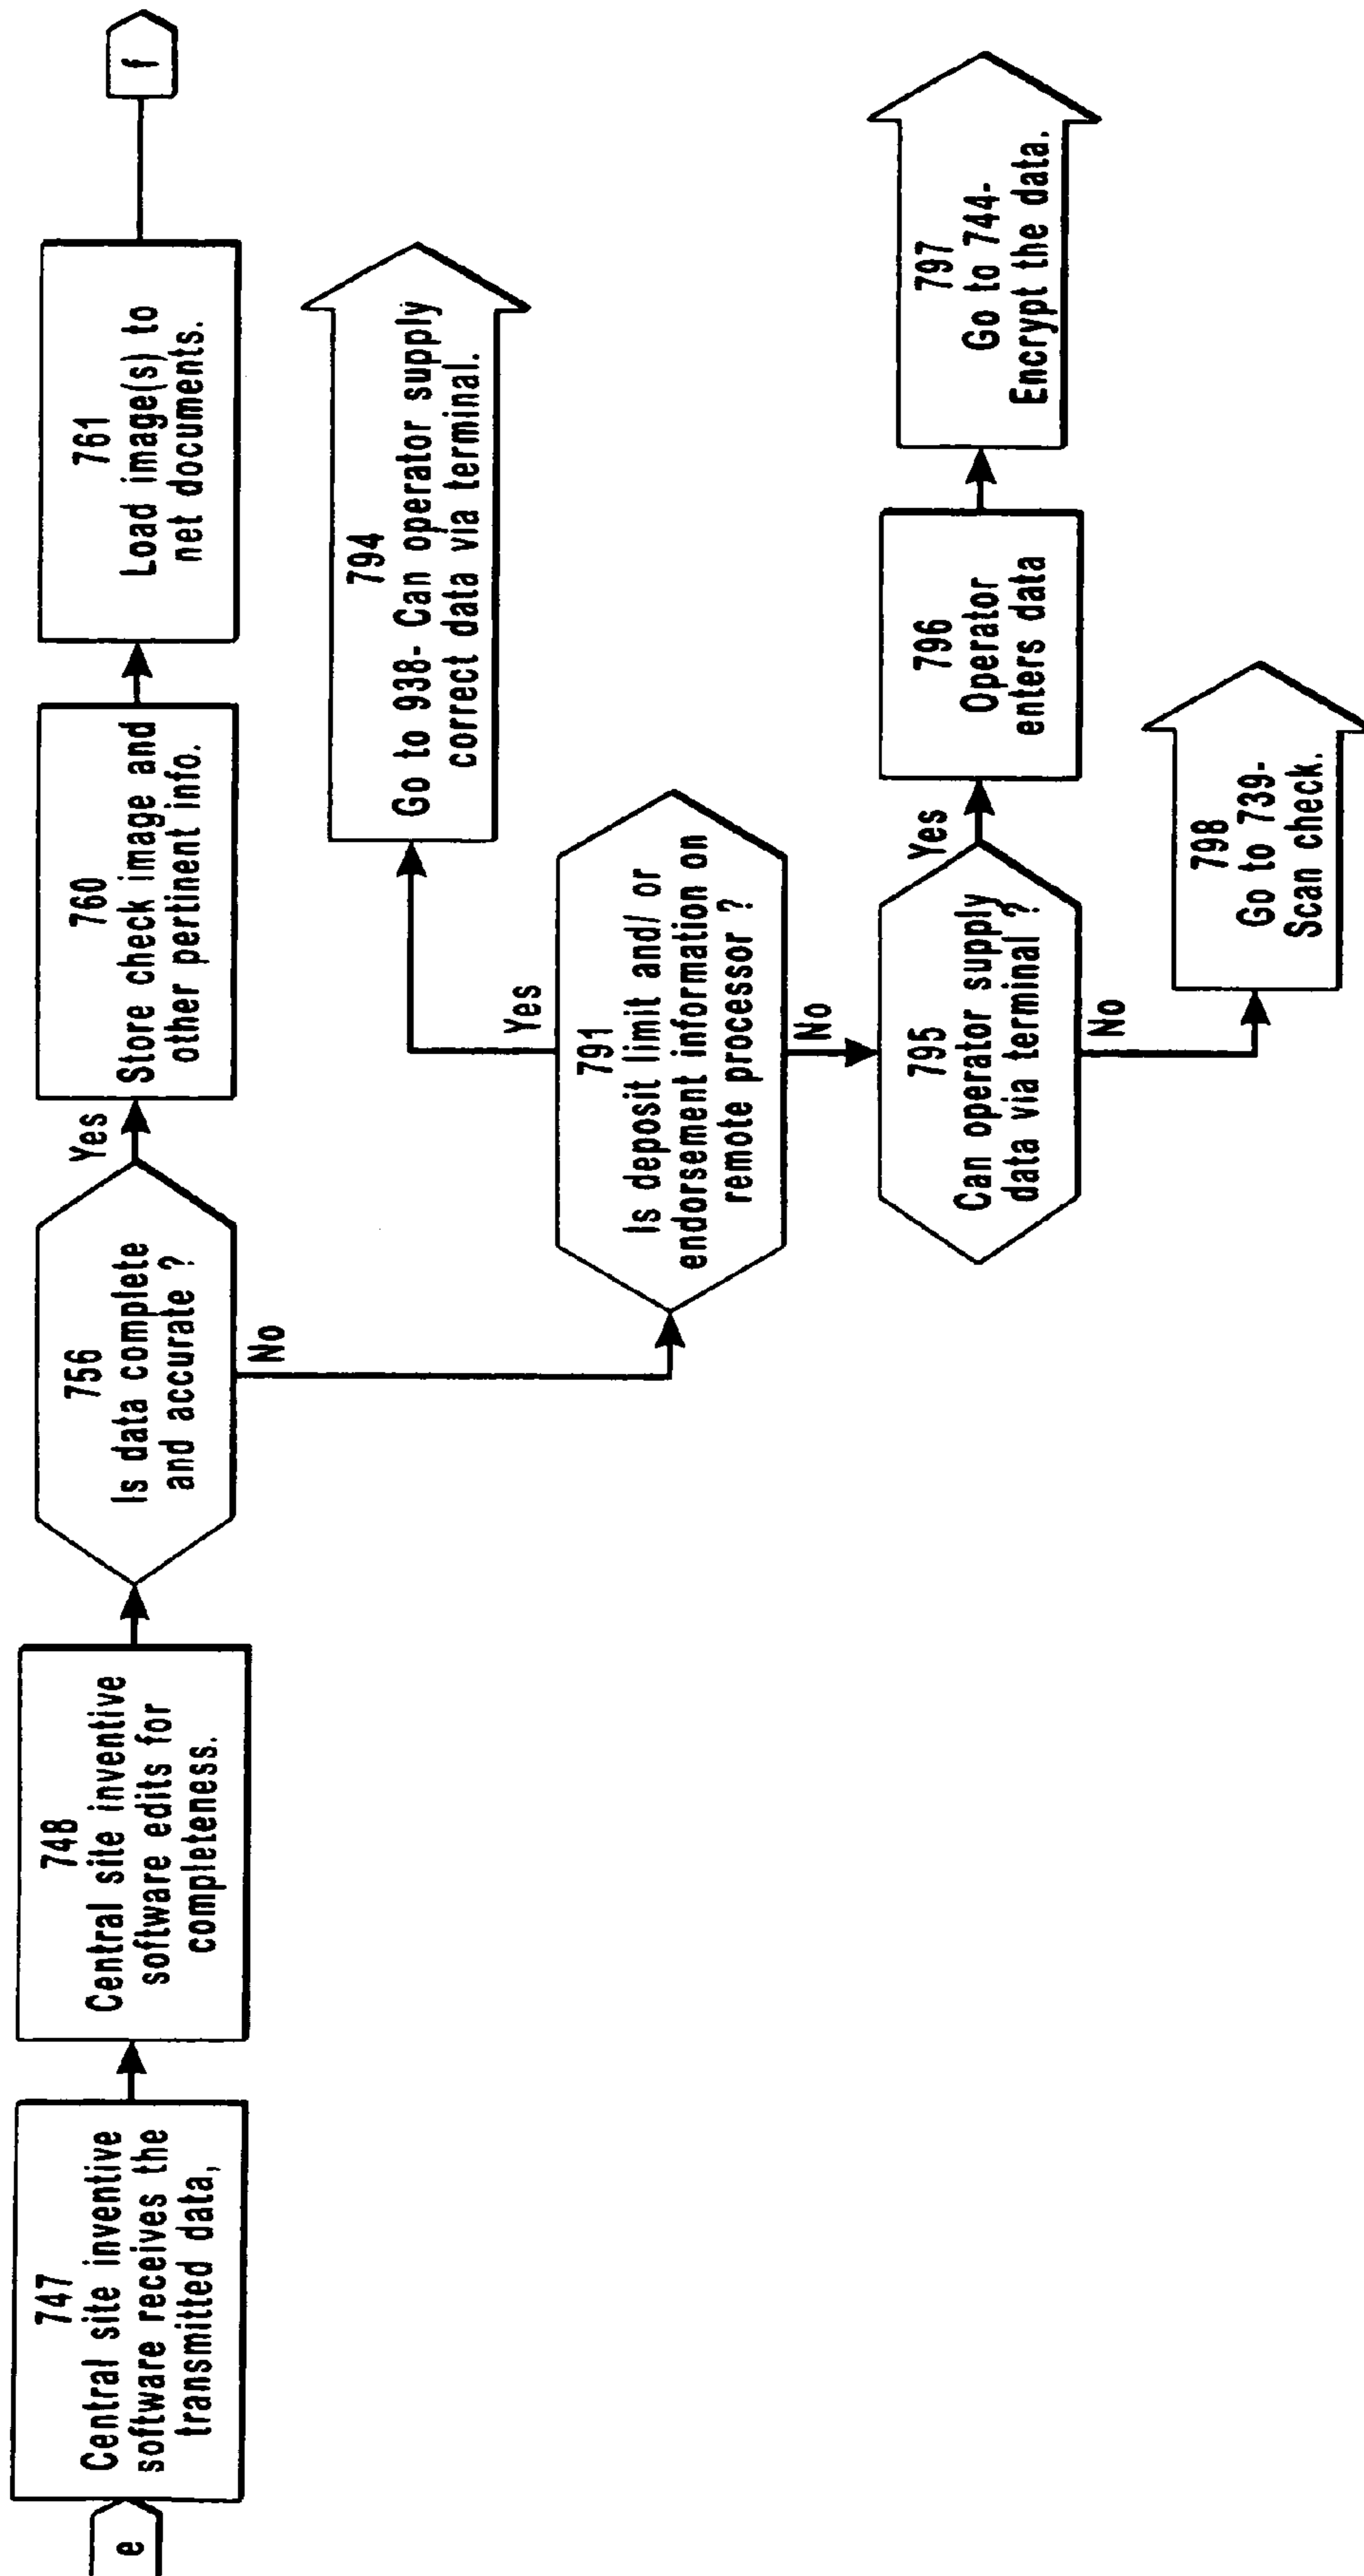 e
747
Central site inventive
software receives the
transmitted data,
748
Central site inventive
software edits for
completeness.
756
Is data complete
and accurate ?
Yes
No
760
Store check image and
other pertinent info.
761
Load image(s) to
net documents.
f
791
Is deposit limit and/ or
endorsement information on
remote processor ?
Yes
No
794
Go to 938- Can operator supply
correct data via terminal.
795
Can operator supply
data via terminal ?
Yes
No
796
Operator
enters data
797
Go to 744-
Encrypt the data.
798
Go to 739-
Scan check.